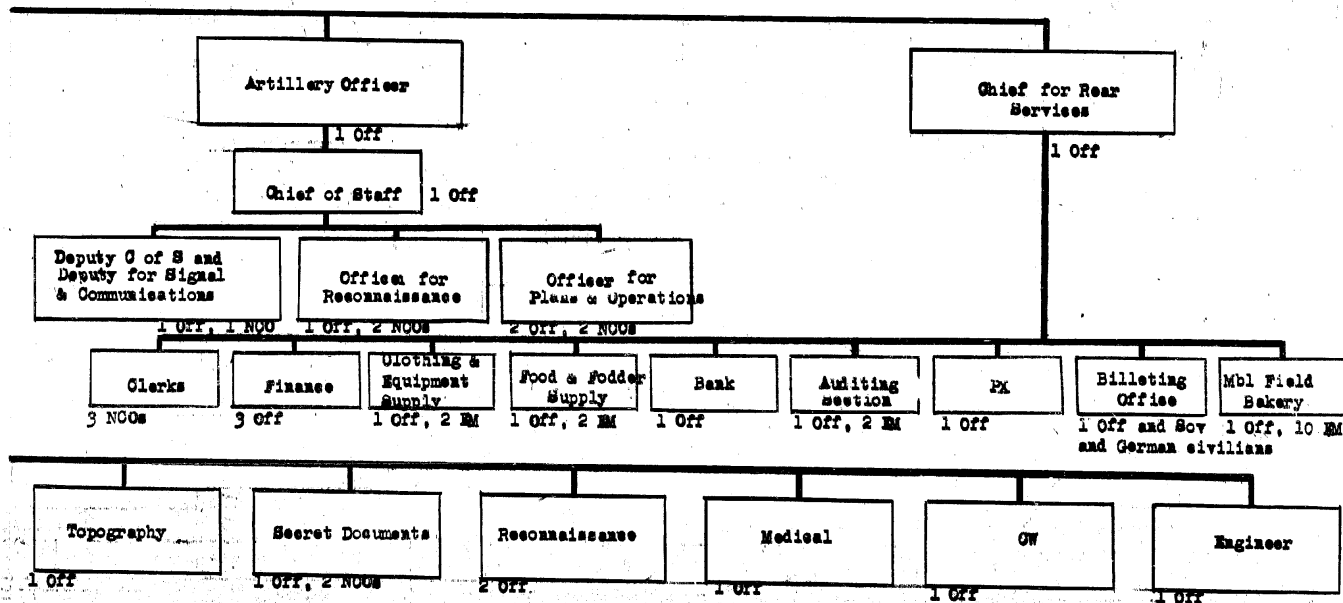 Artillery Officer
1 Off
Chief for Rear
Services
1 Off
Chief of Staff
1 Off
Deputy C of S and
Deputy for Signal
& Communications
1 Off, 1 NCO
Officer for
Reconnaissance
1 Off, 2 NCOs
Officer for
Plans & Operations
2 Off, 2 NCOs
Clerks
3 NCOs
Finance
3 Off
Clothing &
Equipment
Supply
1 Off, 2 EM
Food & Fodder
Supply
1 Off, 2 EM
Bank
1 Off
Auditing
Section
1 Off, 2 EM
PX
1 Off
Billeting
Office
1 Off and Sov
and German civilians
Mbl Field
Bakery
1 Off, 10 EM
Topography
1 Off
Secret Documents
1 Off, 2 NCOs
Reconnaissance
2 Off
Medical
1 Off
CW
1 Off
Engineer
1 Off